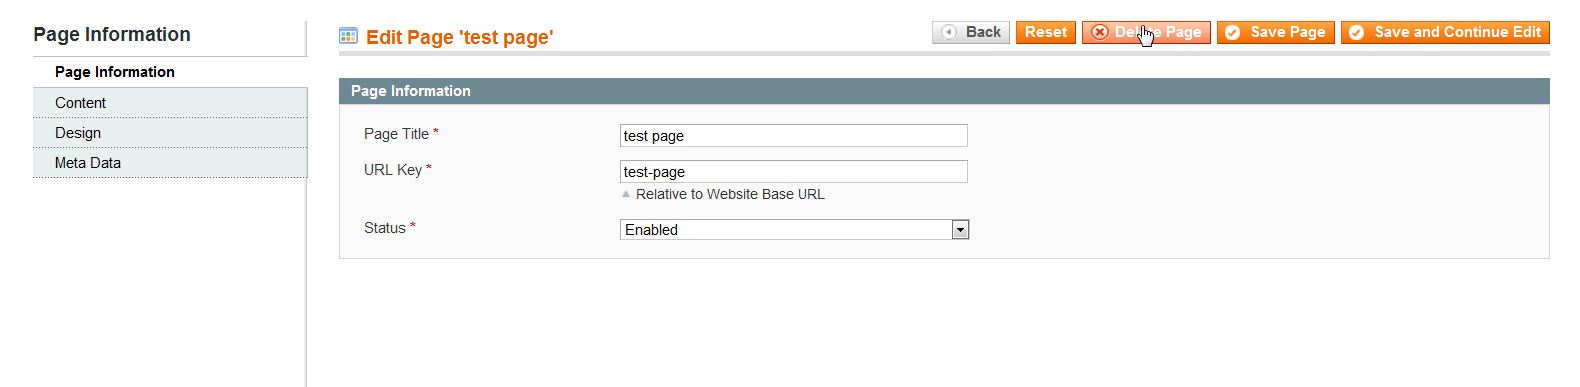 Page Information
Page Information
Content
Design
Meta Data
Edit Page 'test page'
Back
Reset
Delete Page
Save Page
Save and Continue Edit
Page Information
Page Title *
test page
URL Key *
test-page
Relative to Website Base URL
Status *
Enabled